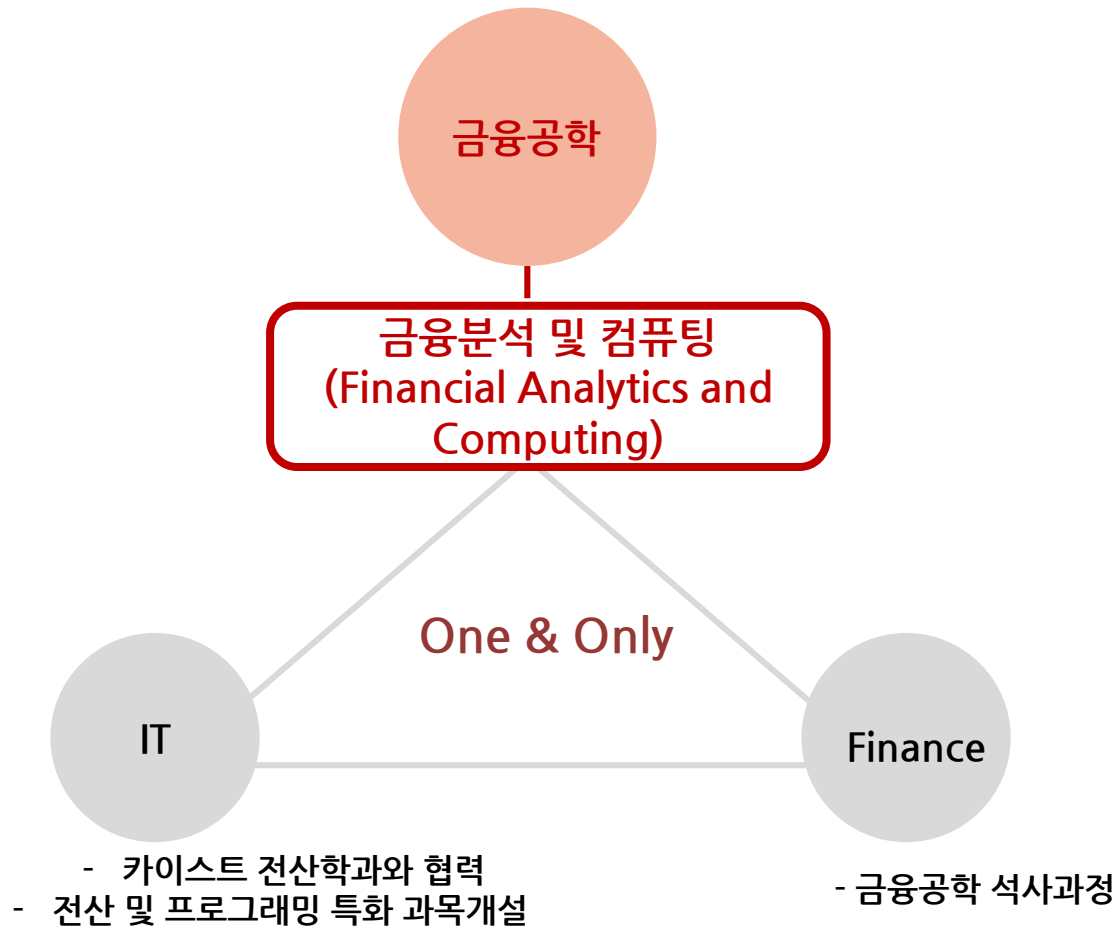 금융공학
금융분석 및 컴퓨팅
(Financial Analytics and
Computing)
One & Only
IT
Finance
- 카이스트 전산학과와 협력
- 전산 및 프로그래밍 특화 과목개설
- 금융공학 석사과정